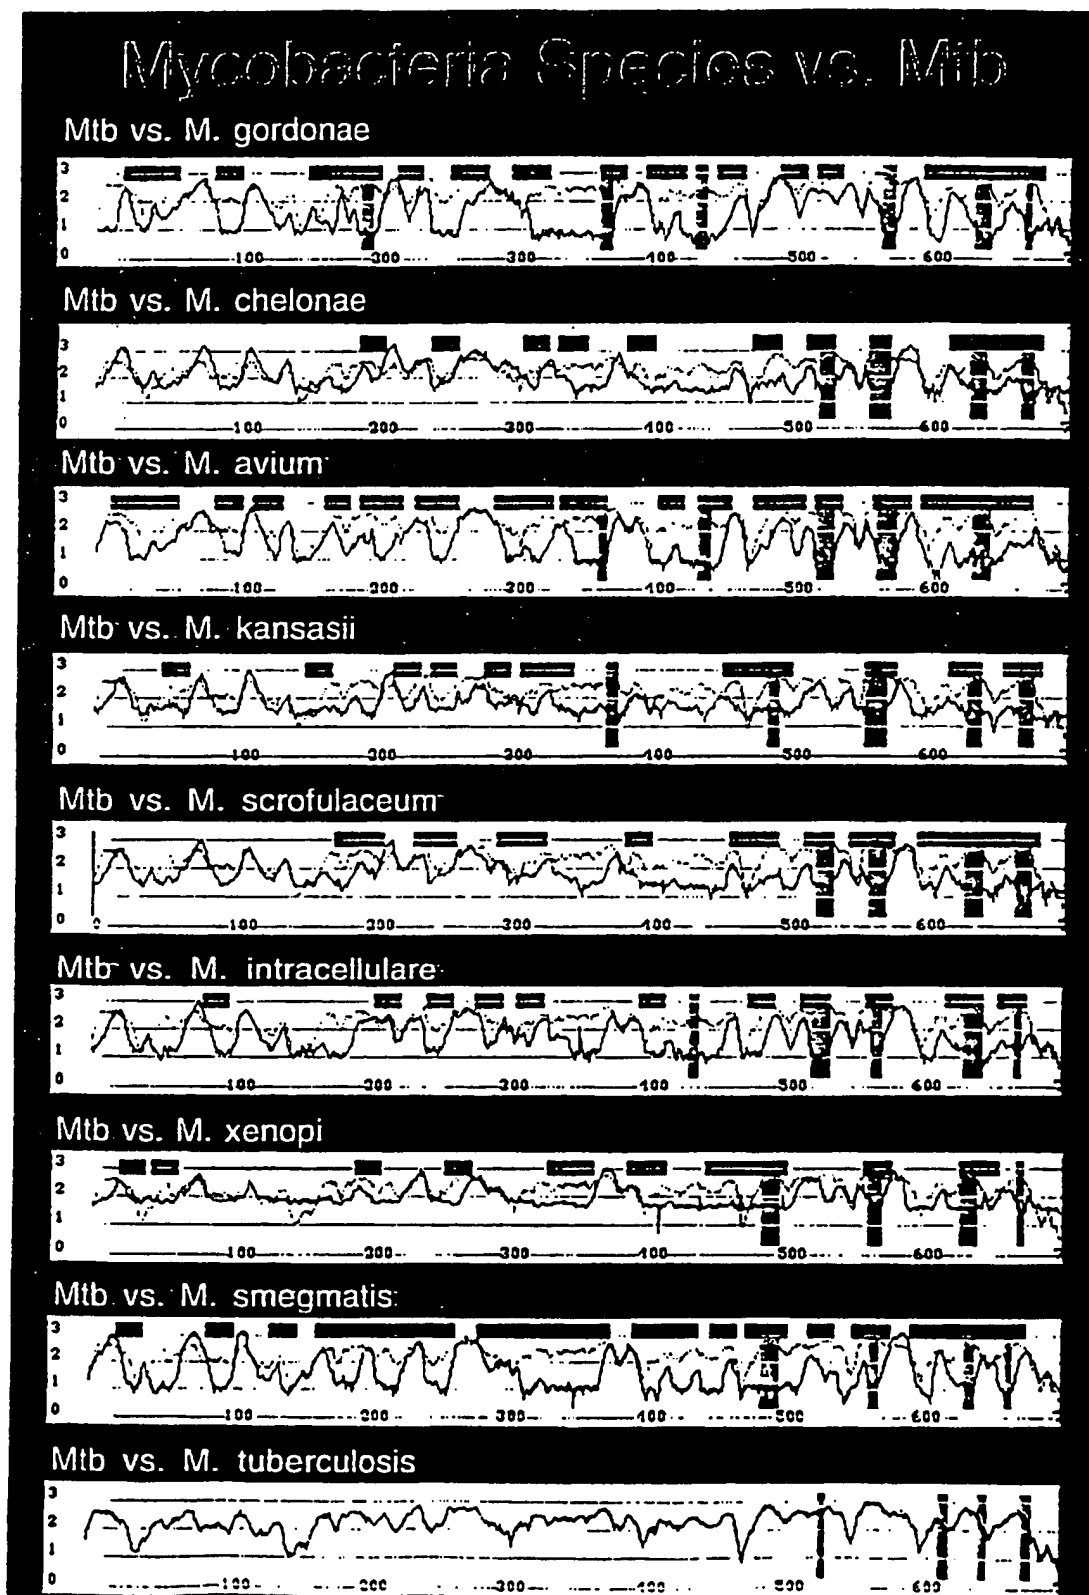 Mycobacteria Species vs. Mtb
Mtb vs. M. gordonae
3
2
1
0
100 200 300 400 500 600
Mtb vs. M. chelonae
3
2
1
0
100 200 300 400 500 600
Mtb vs. M. avium
3
2
1
0
100 200 300 400 500 600
Mtb vs. M. kansasii
3
2
1
0
100 200 300 400 500 600
Mtb vs. M. scrofulaceum
3
2
1
0
0 100 200 300 400 500 600
Mtb vs. M. intracellulare
3
2
1
0
100 200 300 400 500 600
Mtb vs. M. xenopi
3
2
1
0
100 200 300 400 500 600
Mtb vs. M. smegmatis
3
2
1
0
100 200 300 400 500 600
Mtb vs. M. tuberculosis
3
2
1
0
100 200 300 400 500 600